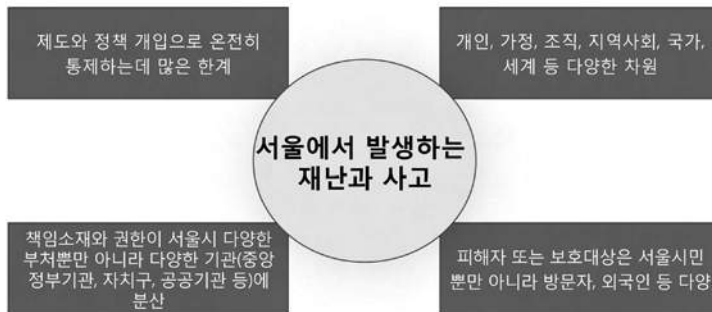 제도와 정책 개입으로 온전히
통제하는데 많은 한계
개인, 가정, 조직, 지역사회, 국가,
세계 등 다양한 차원
서울에서 발생하는
재난과 사고
책임소재와 권한이 서울시 다양한
부처뿐만 아니라 다양한 기관(중앙
정부기관, 자치구, 공공기관 등)에
분산
피해자 또는 보호대상은 서울시민
뿐만 아니라 방문자, 외국인 등 다양